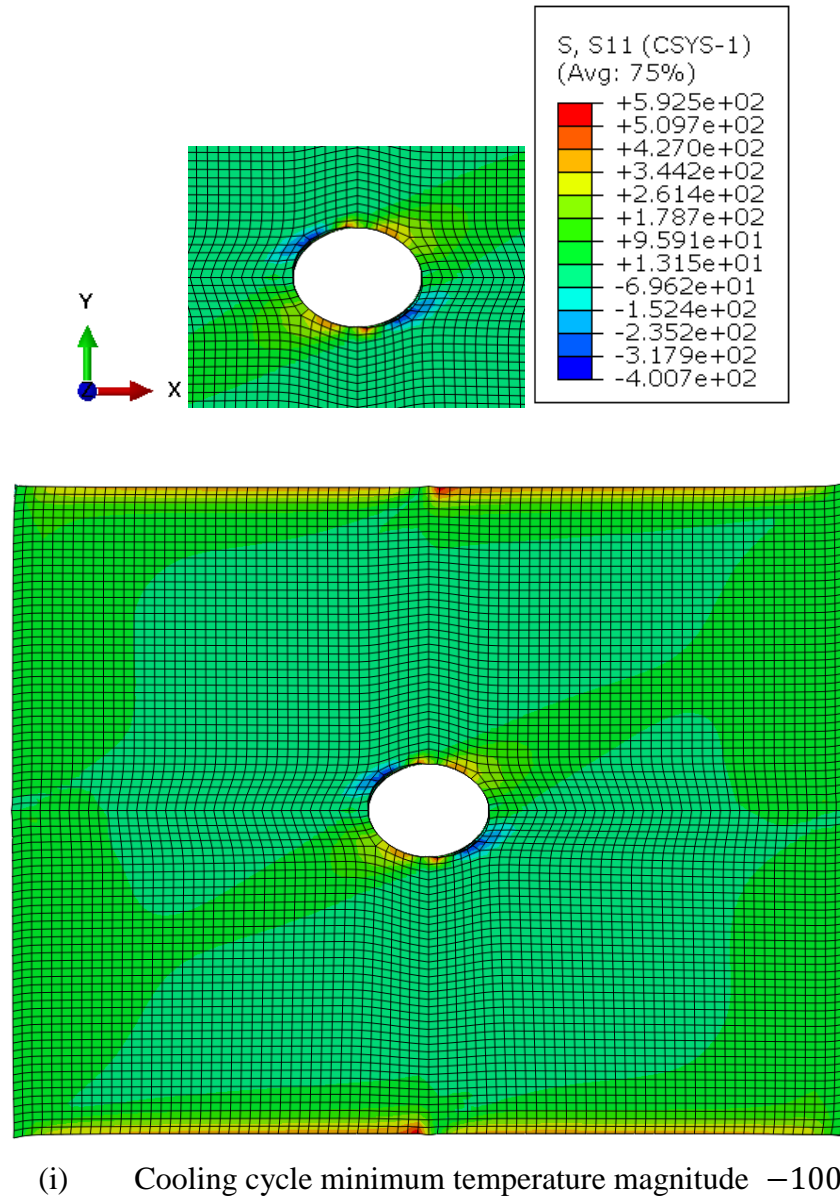 S, S11 (CSYS-1)
(Avg: 75%)
+5.925e+02
+5.097e+02
+4.270e+02
+3.442e+02
+2.614e+02
+1.787e+02
+9.591e+01
+1.315e+01
-6.962e+01
-1.524e+02
-2.352e+02
-3.179e+02
-4.007e+02
Y
Z X
(i) Cooling cycle minimum temperature magnitude −100